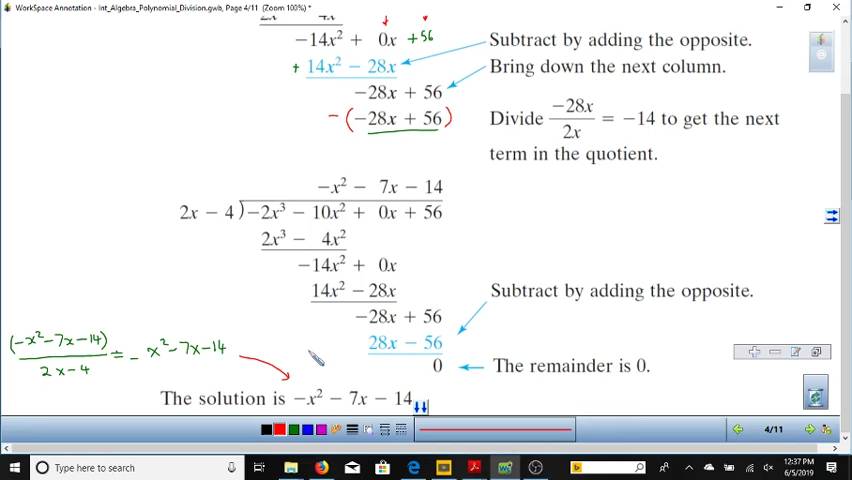 WorkSpace Annotation - Int_Algebra_Polynomial_Division.gwb, Page 4/11 (Zoom 100%) *
−14x² + 0x +56
+ 14x² − 28x
Subtract by adding the opposite.
−28x + 56
Bring down the next column.
− (−28x + 56)
Divide −28x / 2x = −14 to get the next
term in the quotient.
−x² − 7x − 14
2x − 4)−2x³ − 10x² + 0x + 56
2x³ − 4x²
−14x² + 0x
14x² − 28x
Subtract by adding the opposite.
−28x + 56
28x − 56
0
The remainder is 0.
(−x²−7x−14) / 2x−4 = − x²−7x−14
The solution is −x² − 7x − 14
4/11
Type here to search
12:37 PM
6/5/2019